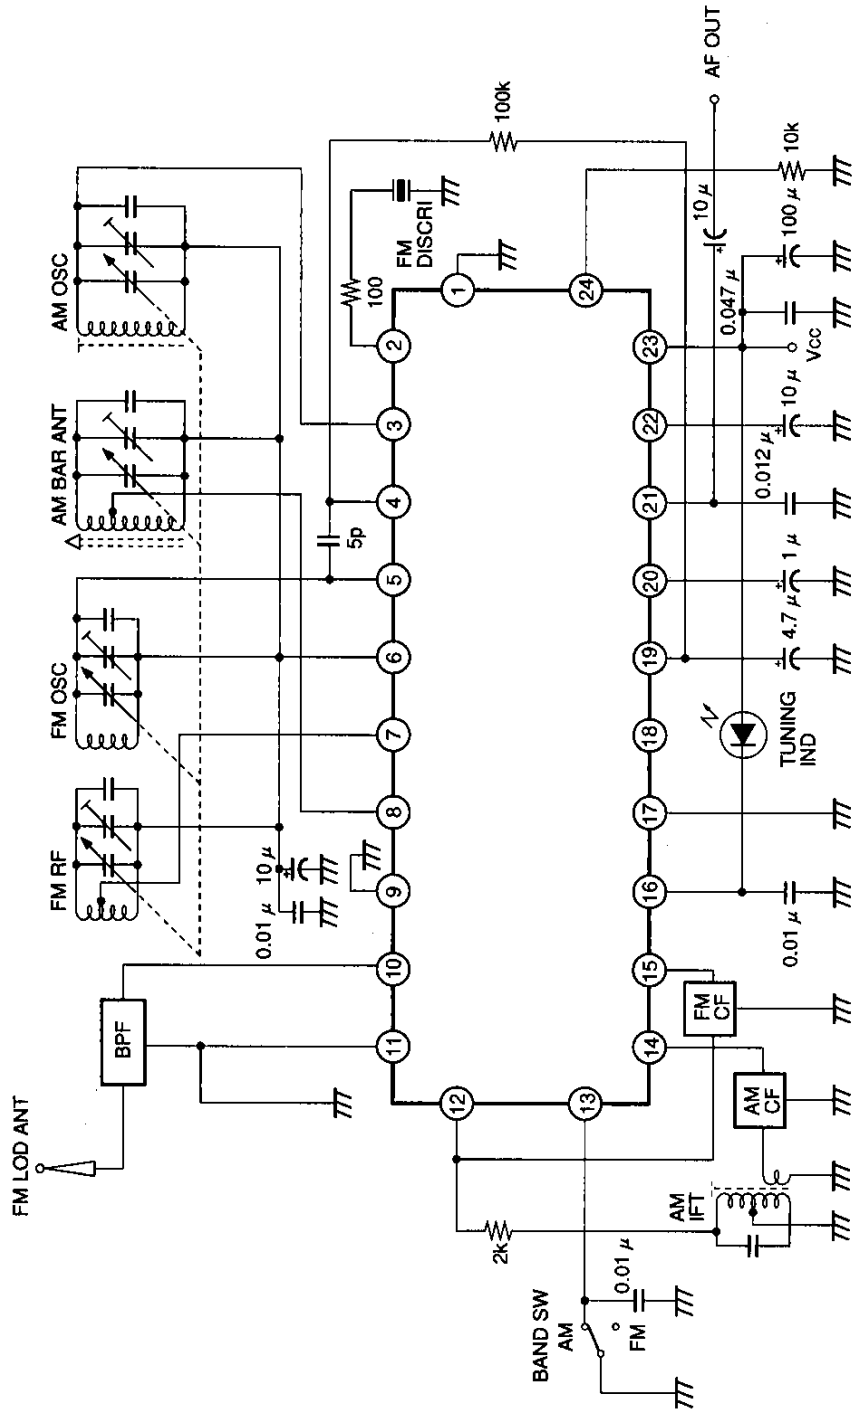 FM LOD ANT
BPF
FM RF
FM OSC
AM BAR ANT
AM OSC
0.01 μ
10 μ
5p
100
FM
DISCRI
100k
11
10
9
8
7
6
5
4
3
2
1
12
13
14
15
16
17
18
19
20
21
22
23
24
BAND SW
AM
FM
0.01 μ
2k
AM
IFT
AM
CF
FM
CF
0.01 μ
TUNING
IND
4.7 μ
1 μ
0.012 μ
10 μ
Vcc
0.047 μ
100 μ
10k
10 μ
AF OUT